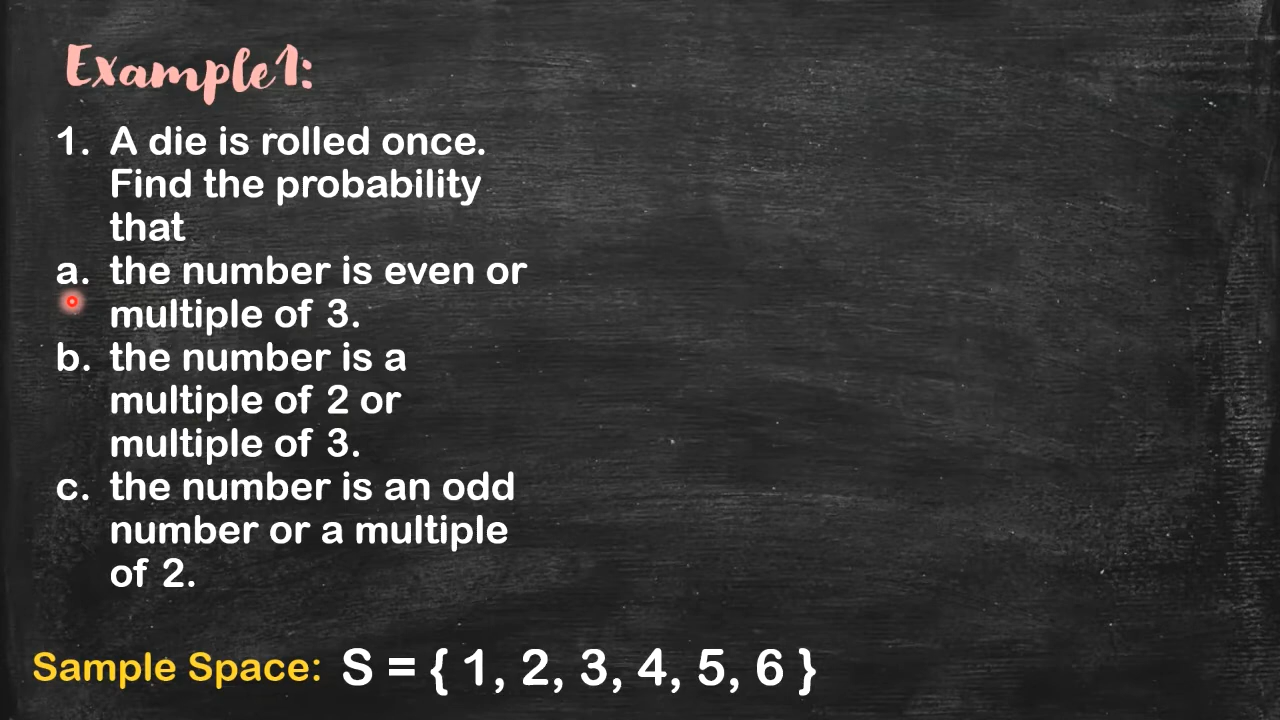 Example1:
1. A die is rolled once.
Find the probability
that
a. the number is even or
multiple of 3.
b. the number is a
multiple of 2 or
multiple of 3.
c. the number is an odd
number or a multiple
of 2.
Sample Space: S = { 1, 2, 3, 4, 5, 6 }